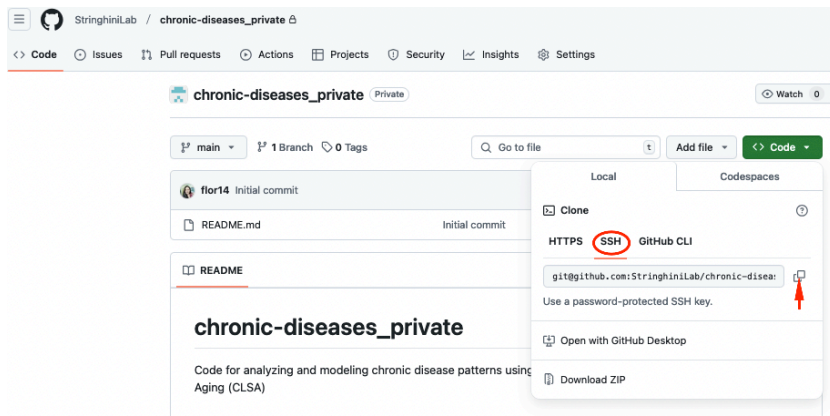 StringhiniLab / chronic-diseases_private
Code Issues Pull requests Actions Projects Security Insights Settings
chronic-diseases_private Private Watch 0
main 1 Branch 0 Tags Go to file t Add file Code
Local Codespaces
flor14 Initial commit
Clone
README.md Initial commit
HTTPS SSH GitHub CLI
README
git@github.com:StringhiniLab/chronic-diseas
Use a password-protected SSH key.
chronic-diseases_private
Open with GitHub Desktop
Code for analyzing and modeling chronic disease patterns using
Aging (CLSA)
Download ZIP